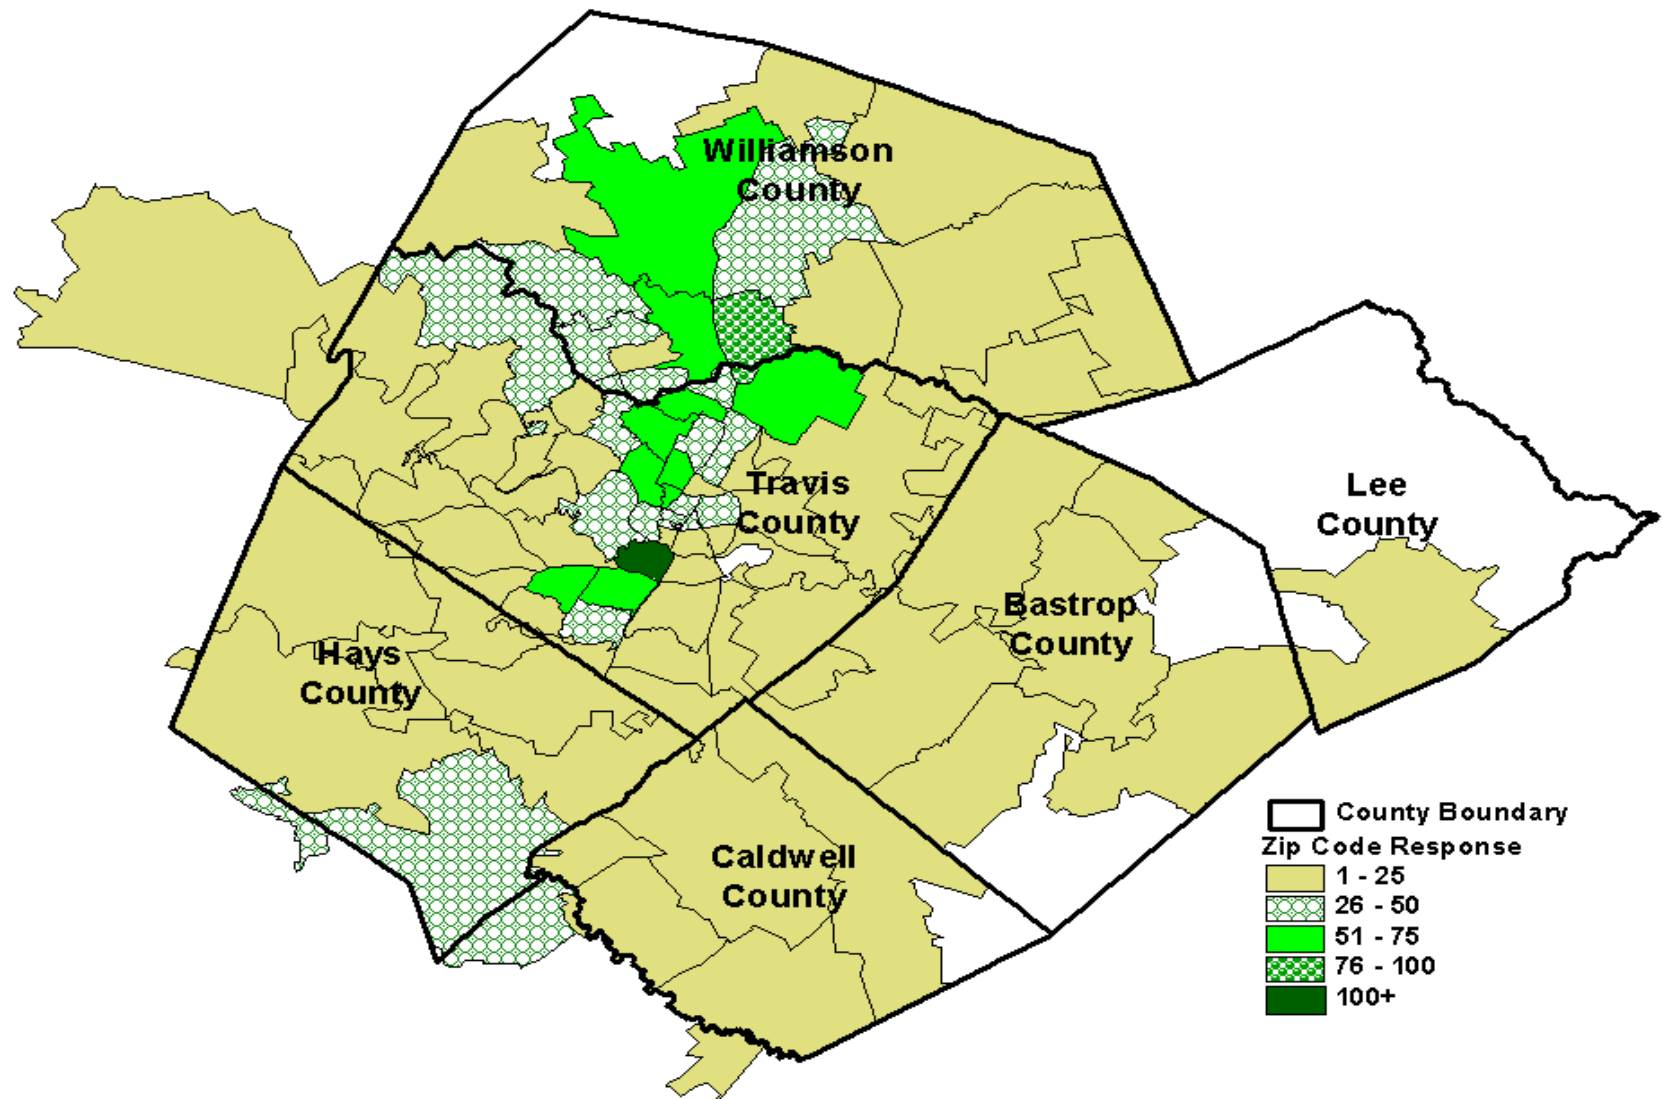 Williamson
County
Travis
County
Lee
County
Bastrop
County
Hays
County
Caldwell
County
County Boundary
Zip Code Response
1 - 25
26 - 50
51 - 75
76 - 100
100+